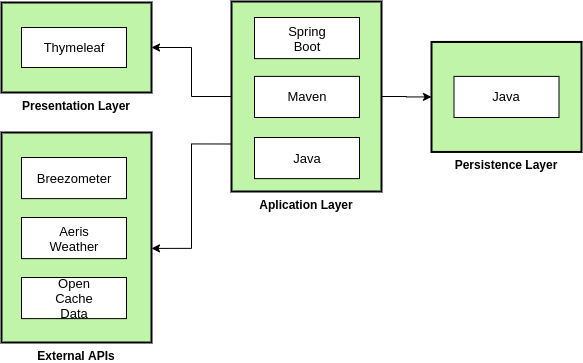 Thymeleaf
Presentation Layer
Breezometer
Aeris
Weather
Open
Cache
Data
External APIs
Spring
Boot
Maven
Java
Aplication Layer
Java
Persistence Layer